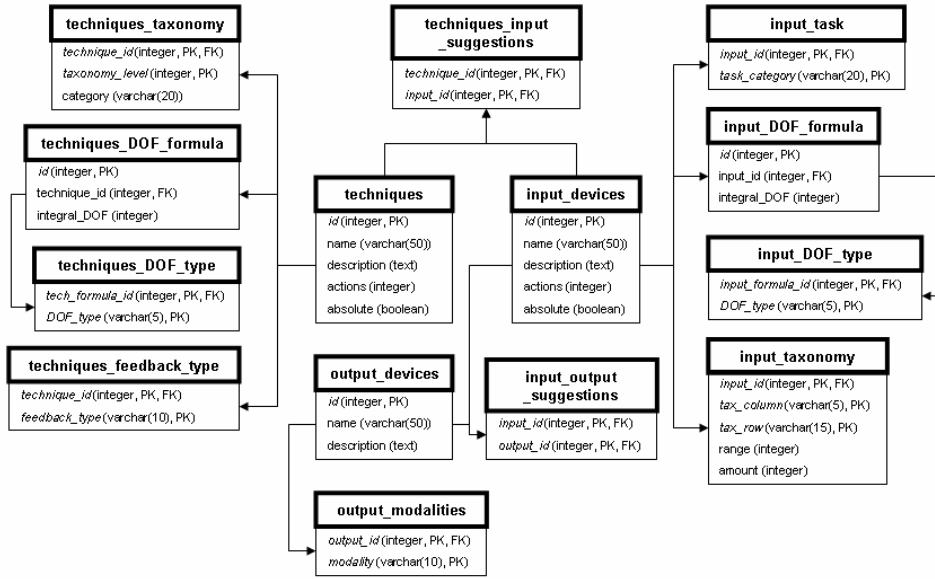 techniques_taxonomy
technique_id (integer, PK, FK)
taxonomy_level (integer, PK)
category (varchar(20))
techniques_input
_suggestions
technique_id (integer, PK, FK)
input_id (integer, PK, FK)
input_task
input_id (integer, PK, FK)
task_category (varchar(20), PK)
techniques_DOF_formula
id (integer, PK)
technique_id (integer, FK)
integral_DOF (integer)
input_DOF_formula
id (integer, PK)
input_id (integer, FK)
integral_DOF (integer)
techniques
id (integer, PK)
name (varchar(50))
description (text)
actions (integer)
absolute (boolean)
input_devices
id (integer, PK)
name (varchar(50))
description (text)
actions (integer)
absolute (boolean)
techniques_DOF_type
tech_formula_id (integer, PK, FK)
DOF_type (varchar(5), PK)
input_DOF_type
input_formula_id (integer, PK, FK)
DOF_type (varchar(5), PK)
techniques_feedback_type
technique_id (integer, PK, FK)
feedback_type (varchar(10), PK)
output_devices
id (integer, PK)
name (varchar(50))
description (text)
input_output
_suggestions
input_id (integer, PK, FK)
output_id (integer, PK, FK)
input_taxonomy
input_id (integer, PK, FK)
tax_column (varchar(5), PK)
tax_row (varchar(15), PK)
range (integer)
amount (integer)
output_modalities
output_id (integer, PK, FK)
modality (varchar(10), PK)